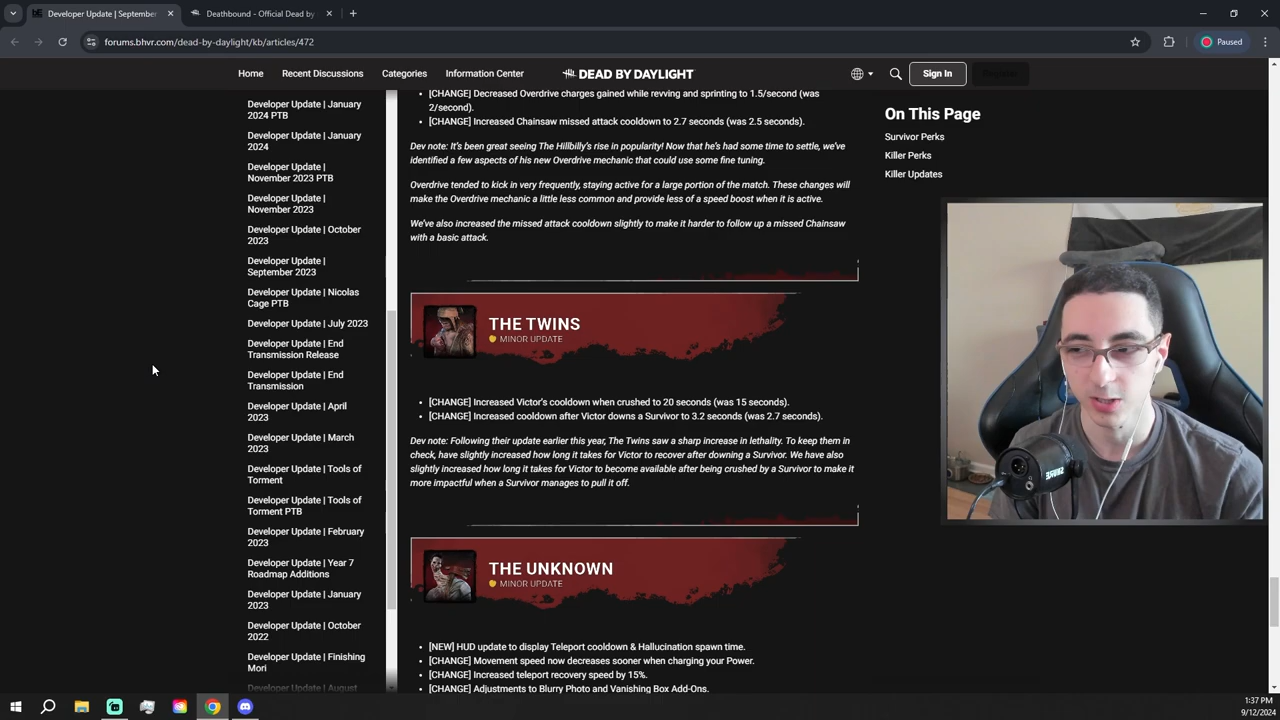 Developer Update | September
Deathbound - Official Dead by
forums.bhvr.com/dead-by-daylight/kb/articles/472
Paused
Home
Recent Discussions
Categories
Information Center
DEAD BY DAYLIGHT
Sign In
Register
Developer Update | January
2024 PTB
Developer Update | January
2024
Developer Update |
November 2023 PTB
Developer Update |
November 2023
Developer Update | October
2023
Developer Update |
September 2023
Developer Update | Nicolas
Cage PTB
Developer Update | July 2023
Developer Update | End
Transmission Release
Developer Update | End
Transmission
Developer Update | April
2023
Developer Update | March
2023
Developer Update | Tools of
Torment
Developer Update | Tools of
Torment PTB
Developer Update | February
2023
Developer Update | Year 7
Roadmap Additions
Developer Update | January
2023
Developer Update | October
2022
Developer Update | Finishing
Mori
Developer Update | August
• [CHANGE] Decreased Overdrive charges gained while revving and sprinting to 1.5/second (was
2/second).
• [CHANGE] Increased Chainsaw missed attack cooldown to 2.7 seconds (was 2.5 seconds).
Dev note: It's been great seeing The Hillbilly's rise in popularity! Now that he's had some time to settle, we've
identified a few aspects of his new Overdrive mechanic that could use some fine tuning.
Overdrive tended to kick in very frequently, staying active for a large portion of the match. These changes will
make the Overdrive mechanic a little less common and provide less of a speed boost when it is active.
We've also increased the missed attack cooldown slightly to make it harder to follow up a missed Chainsaw
with a basic attack.
THE TWINS
MINOR UPDATE
• [CHANGE] Increased Victor's cooldown when crushed to 20 seconds (was 15 seconds).
• [CHANGE] Increased cooldown after Victor downs a Survivor to 3.2 seconds (was 2.7 seconds).
Dev note: Following their update earlier this year, The Twins saw a sharp increase in lethality. To keep them in
check, have slightly increased how long it takes for Victor to recover after downing a Survivor. We have also
slightly increased how long it takes for Victor to become available after being crushed by a Survivor to make it
more impactful when a Survivor manages to pull it off.
THE UNKNOWN
MINOR UPDATE
• [NEW] HUD update to display Teleport cooldown & Hallucination spawn time.
• [CHANGE] Movement speed now decreases sooner when charging your Power.
• [CHANGE] Increased teleport recovery speed by 15%.
• [CHANGE] Adjustments to Blurry Photo and Vanishing Box Add-Ons.
On This Page
Survivor Perks
Killer Perks
Killer Updates
1:37 PM
9/12/2024